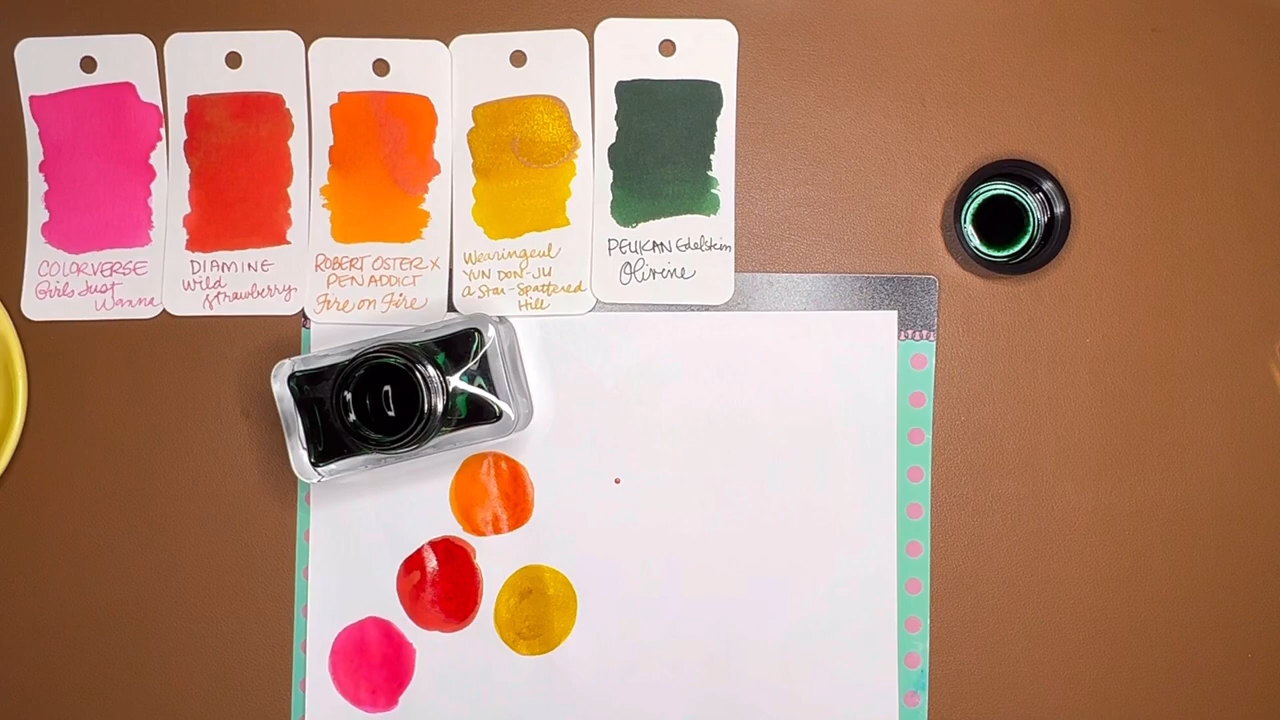 COLORVERSE
Girls Just
Wanna
DIAMINE
Wild
Strawberry
ROBERT OSTER X
PEN ADDICT
Fire on Fire
Wearingeul
YUN DON-JU
a Star-Spattered
Hill
PELIKAN Edelstein
Olivine